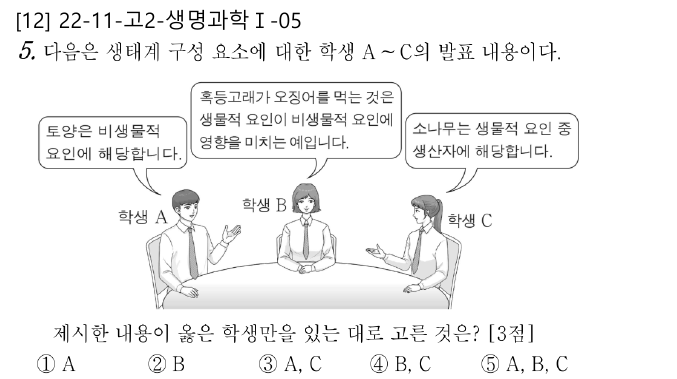 [12] 22-11-고2-생명과학Ⅰ-05
5. 다음은 생태계 구성 요소에 대한 학생 A ~ C의 발표 내용이다.
토양은 비생물적
요인에 해당합니다.
혹등고래가 오징어를 먹는 것은
생물적 요인이 비생물적 요인에
영향을 미치는 예입니다.
소나무는 생물적 요인 중
생산자에 해당합니다.
학생 A
학생 B
학생 C
제시한 내용이 옳은 학생만을 있는 대로 고른 것은? [3점]
① A ② B ③ A, C ④ B, C ⑤ A, B, C